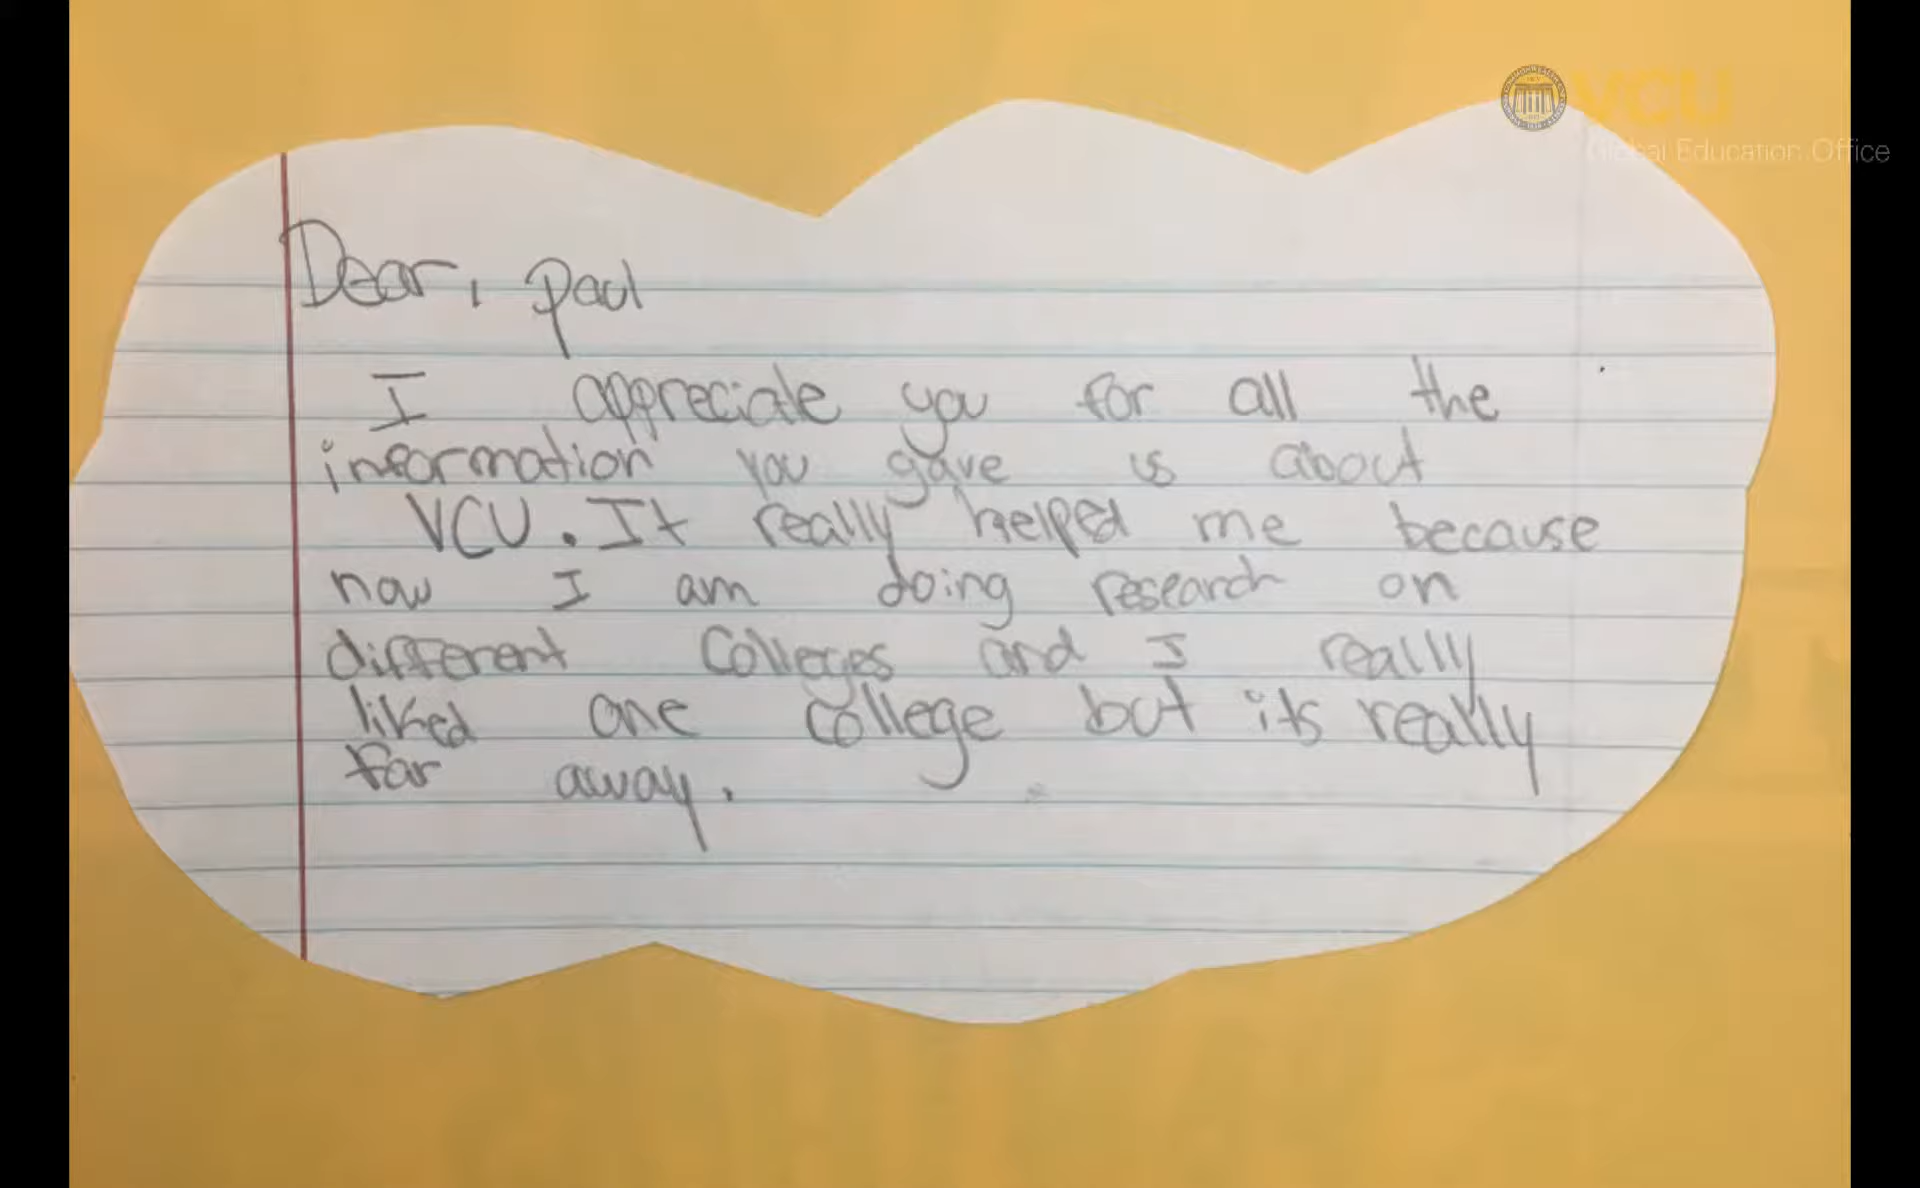 VCU
Global Education Office
Dear, Paul
I appreciate you for all the
information you gave us about
VCU. It really helped me because
now I am doing research on
different Colleges and I really
liked one college but its really
far away.